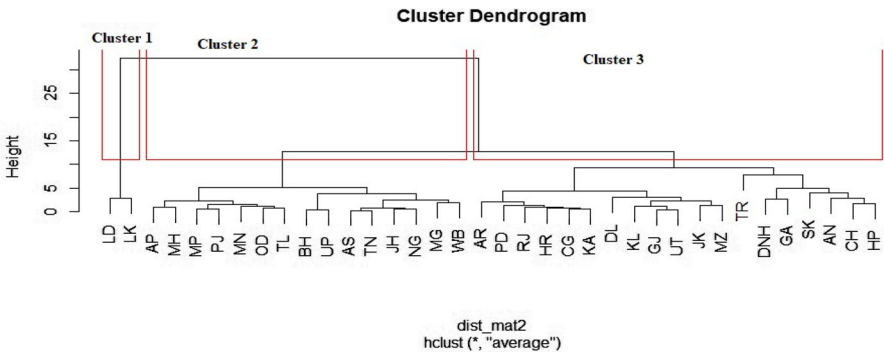 Cluster Dendrogram
Cluster 1
Cluster 2
Cluster 3
Height
25
15
5
0
LD
LK
AP
MH
MP
PJ
MN
OD
TL
BH
UP
AS
TN
JH
NG
MG
WB
AR
PD
RJ
HR
CG
KA
DL
KL
GJ
UT
JK
MZ
TR
DNH
GA
SK
AN
CH
HP
dist_mat2
hclust (*, "average")